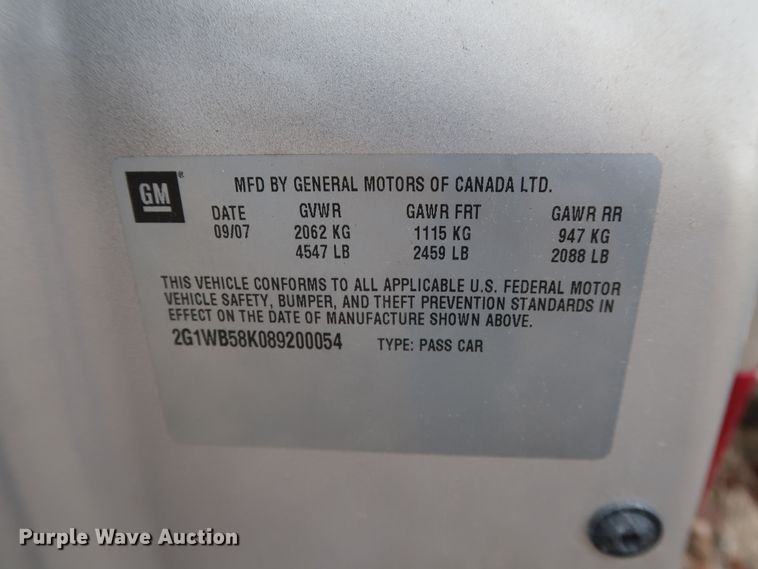 GM®
MFD BY GENERAL MOTORS OF CANADA LTD.
DATE GVWR GAWR FRT GAWR RR
09/07 2062 KG 1115 KG 947 KG
4547 LB 2459 LB 2088 LB
THIS VEHICLE CONFORMS TO ALL APPLICABLE U.S. FEDERAL MOTOR
VEHICLE SAFETY, BUMPER, AND THEFT PREVENTION STANDARDS IN
EFFECT ON THE DATE OF MANUFACTURE SHOWN ABOVE.
2G1WB58K089200054 TYPE: PASS CAR
Purple Wave Auction